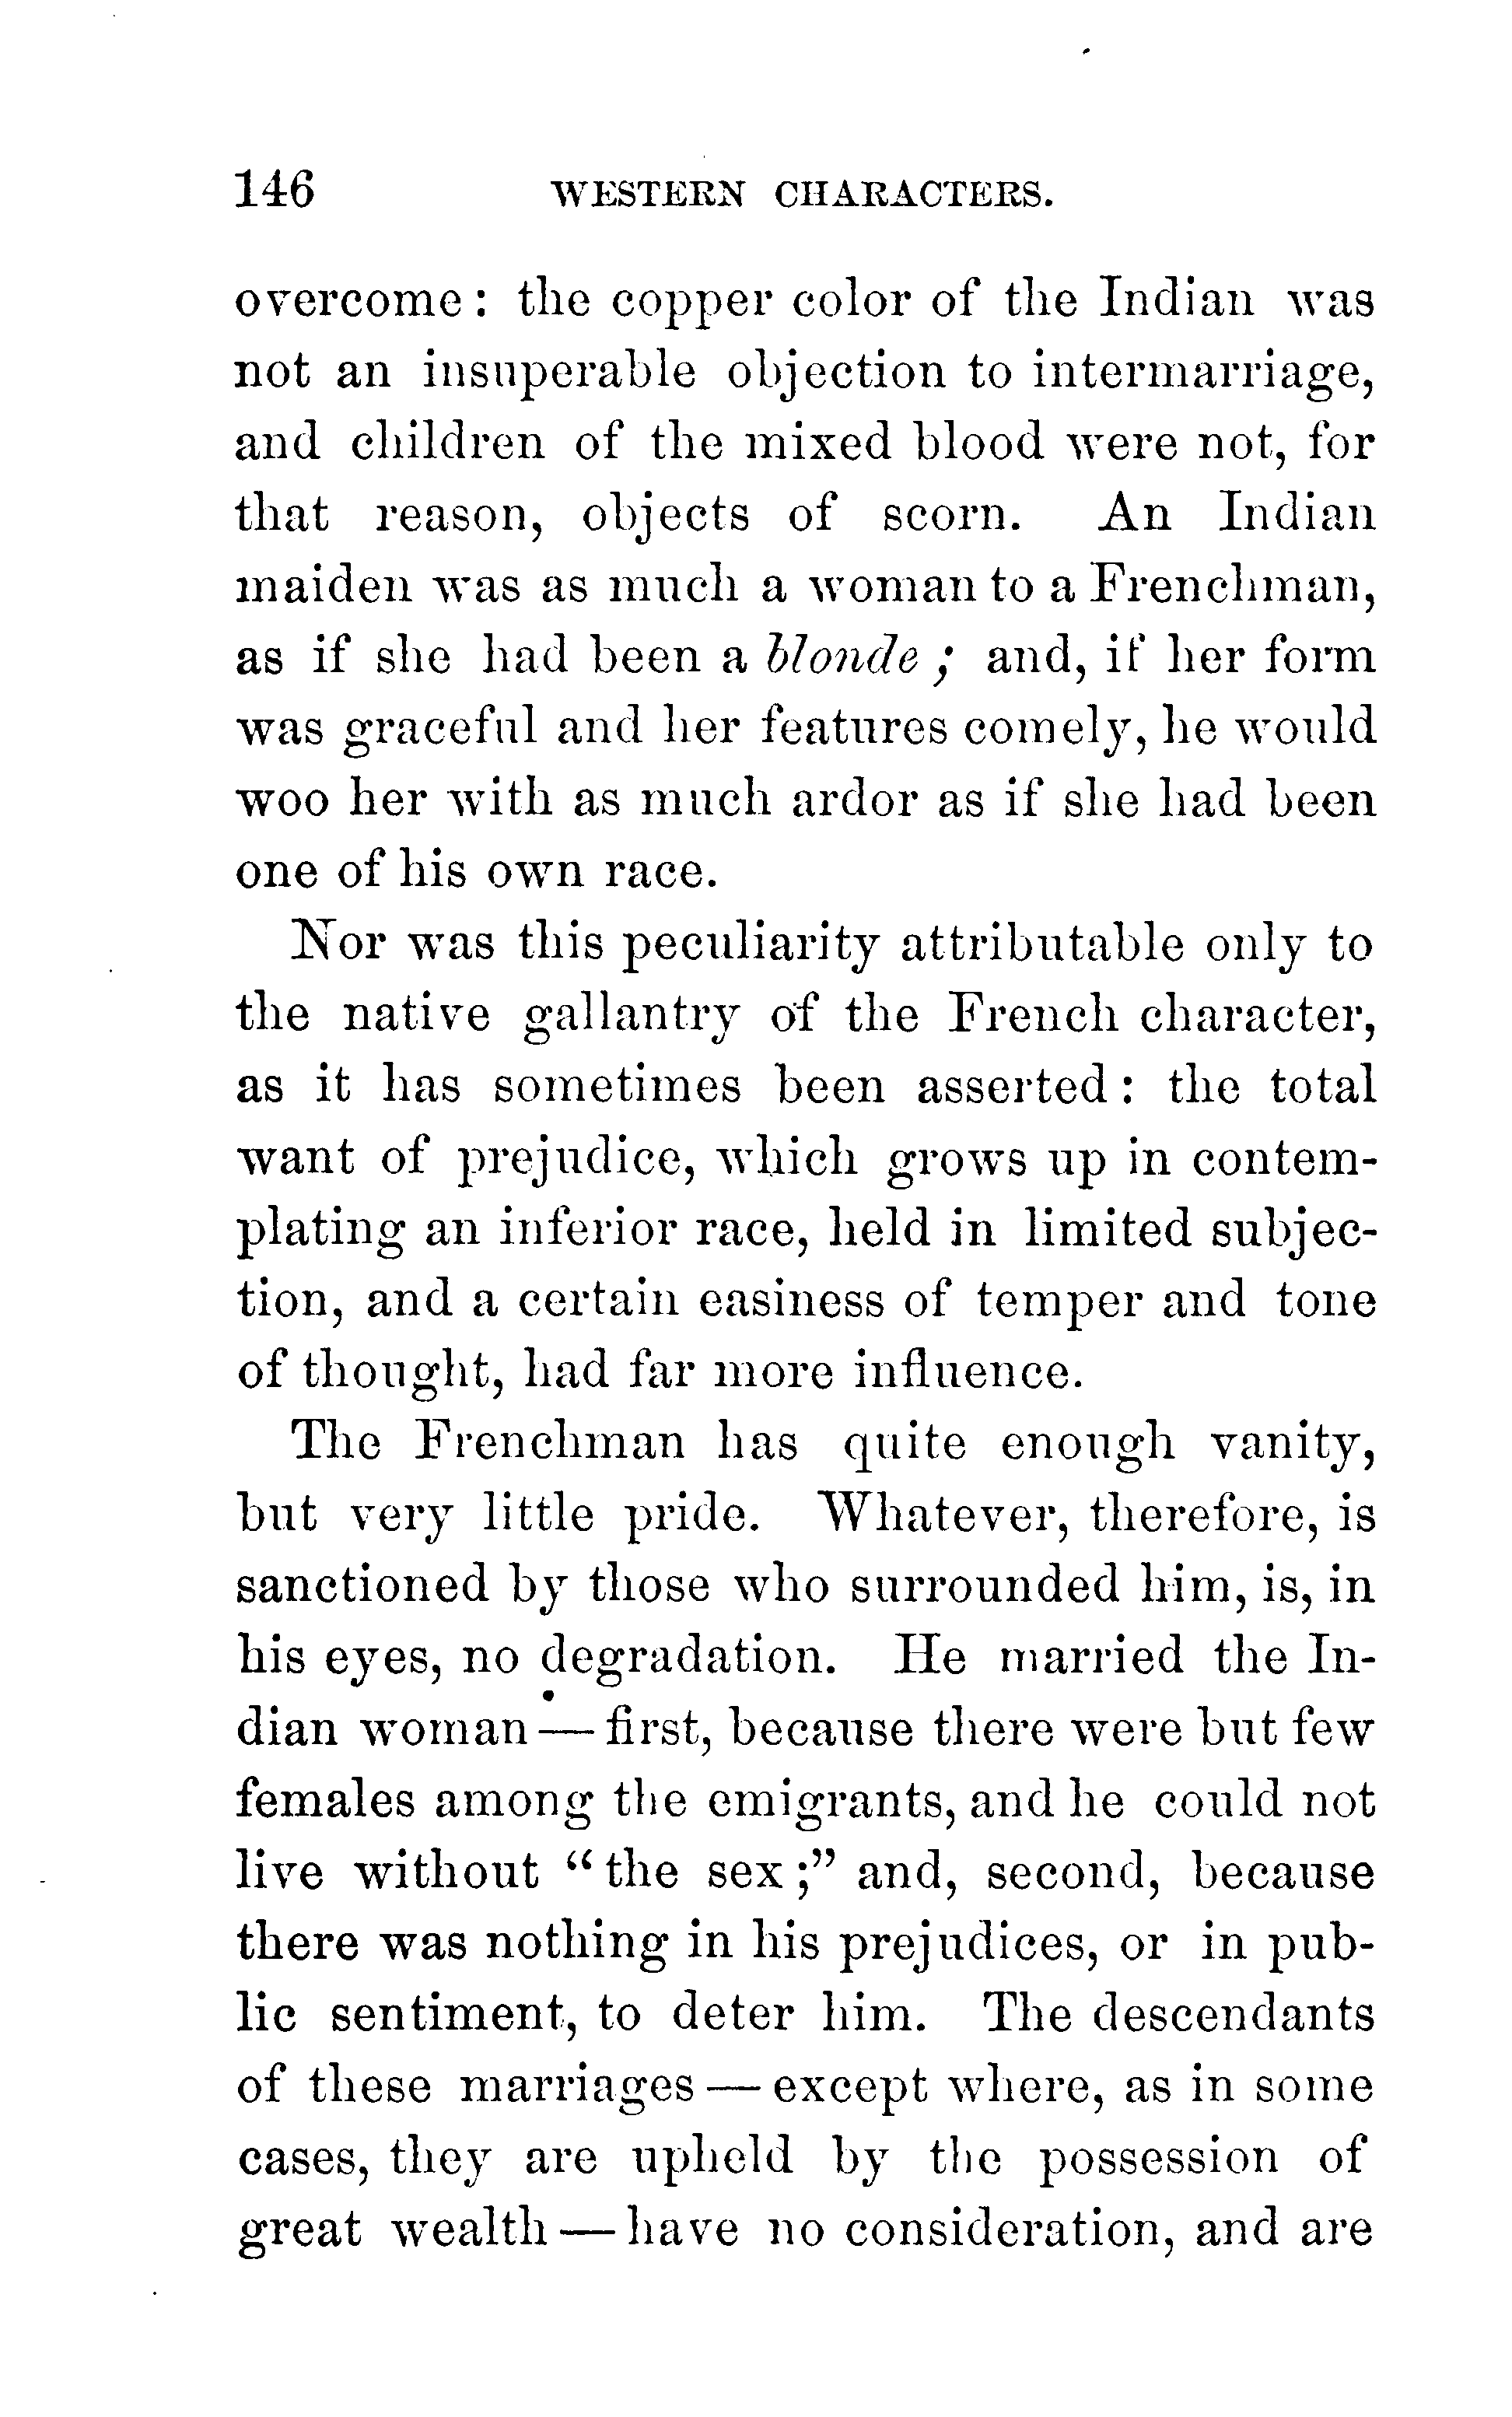 146 WESTERN CHARACTERS.
overcome: the copper color of the Indian was
not an insuperable objection to intermarriage,
and children of the mixed blood were not, for
that reason, objects of scorn. An Indian
maiden was as much a woman to a Frenchman,
as if she had been a blonde; and, if her form
was graceful and her features comely, he would
woo her with as much ardor as if she had been
one of his own race.
Nor was this peculiarity attributable only to
the native gallantry of the French character,
as it has sometimes been asserted: the total
want of prejudice, which grows up in contem-
plating an inferior race, held in limited subjec-
tion, and a certain easiness of temper and tone
of thought, had far more influence.
The Frenchman has quite enough vanity,
but very little pride. Whatever, therefore, is
sanctioned by those who surrounded him, is, in
his eyes, no degradation. He married the In-
dian woman — first, because there were but few
females among the emigrants, and he could not
live without "the sex;" and, second, because
there was nothing in his prejudices, or in pub-
lic sentiment, to deter him. The descendants
of these marriages — except where, as in some
cases, they are upheld by the possession of
great wealth — have no consideration, and are